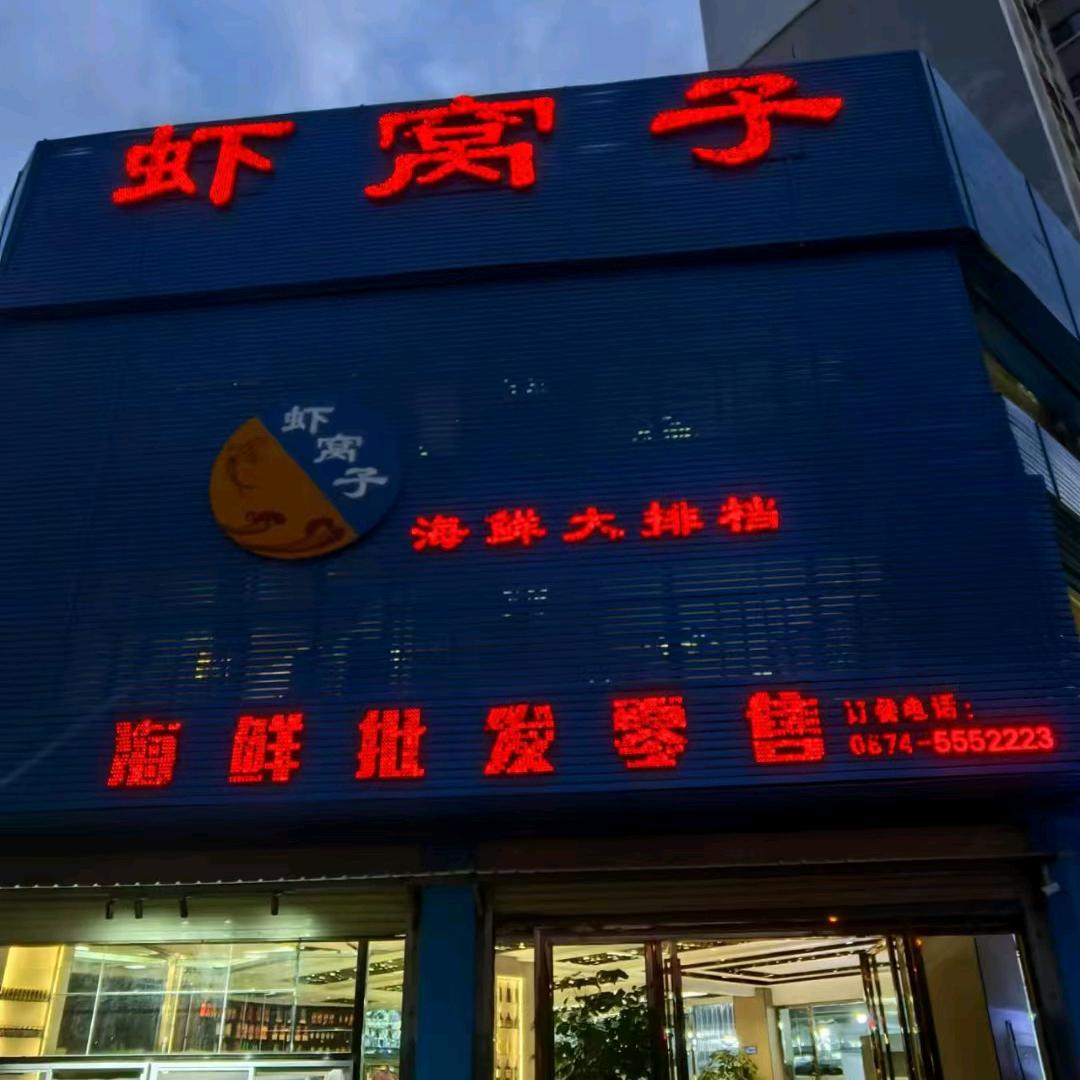 虾窝子
虾
窝
子
海鲜大排档
海鲜批发零售
订餐电话：
0874-5552223